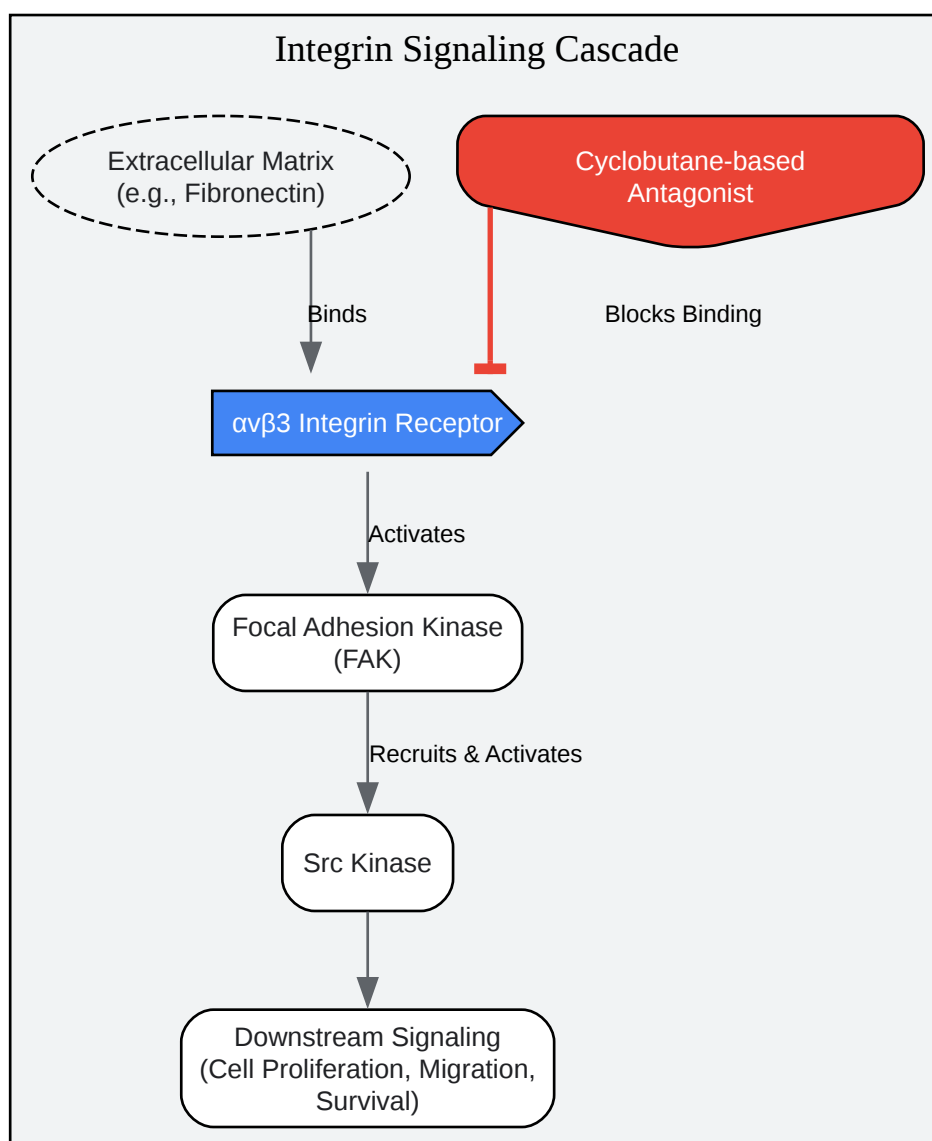 Integrin Signaling Cascade
Extracellular Matrix
(e.g., Fibronectin)
Cyclobutane-based
Antagonist
Binds
Blocks Binding
αvβ3 Integrin Receptor
Activates
Focal Adhesion Kinase
(FAK)
Recruits & Activates
Src Kinase
Downstream Signaling
(Cell Proliferation, Migration,
Survival)